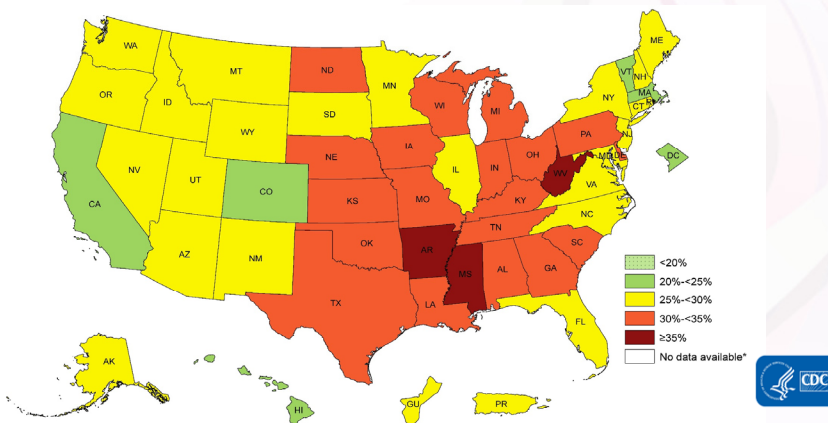 WA
MT
ND
MN
ME
OR
ID
WY
SD
WI
MI
NY
VT
NH
MA
CT
NV
UT
CO
NE
IA
IL
IN
OH
PA
NJ
MD
DE
DC
CA
KS
MO
KY
WV
VA
AZ
NM
OK
AR
TN
NC
SC
TX
LA
MS
AL
GA
FL
AK
HI
GU
PR
<20%
20%-<25%
25%-<30%
30%-<35%
≥35%
No data available*
CDC